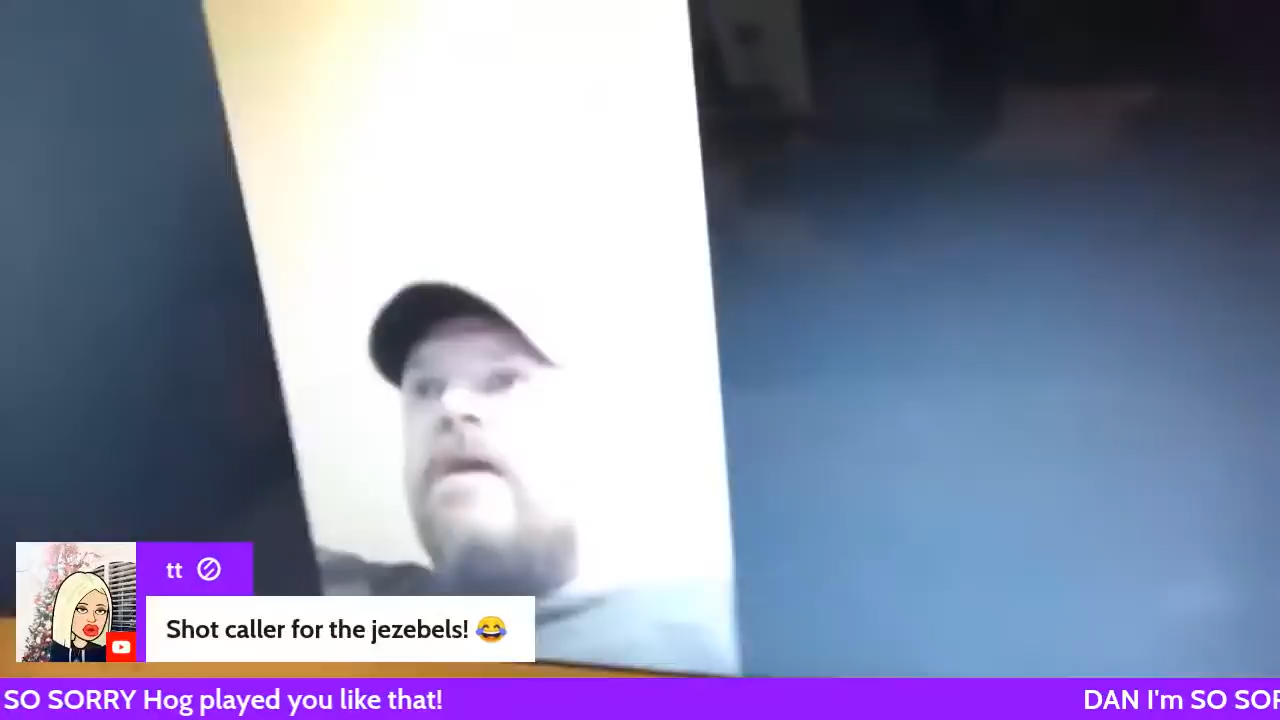 tt
Shot caller for the jezebels! 😂
SO SORRY Hog played you like that!
DAN I'm SO SOR